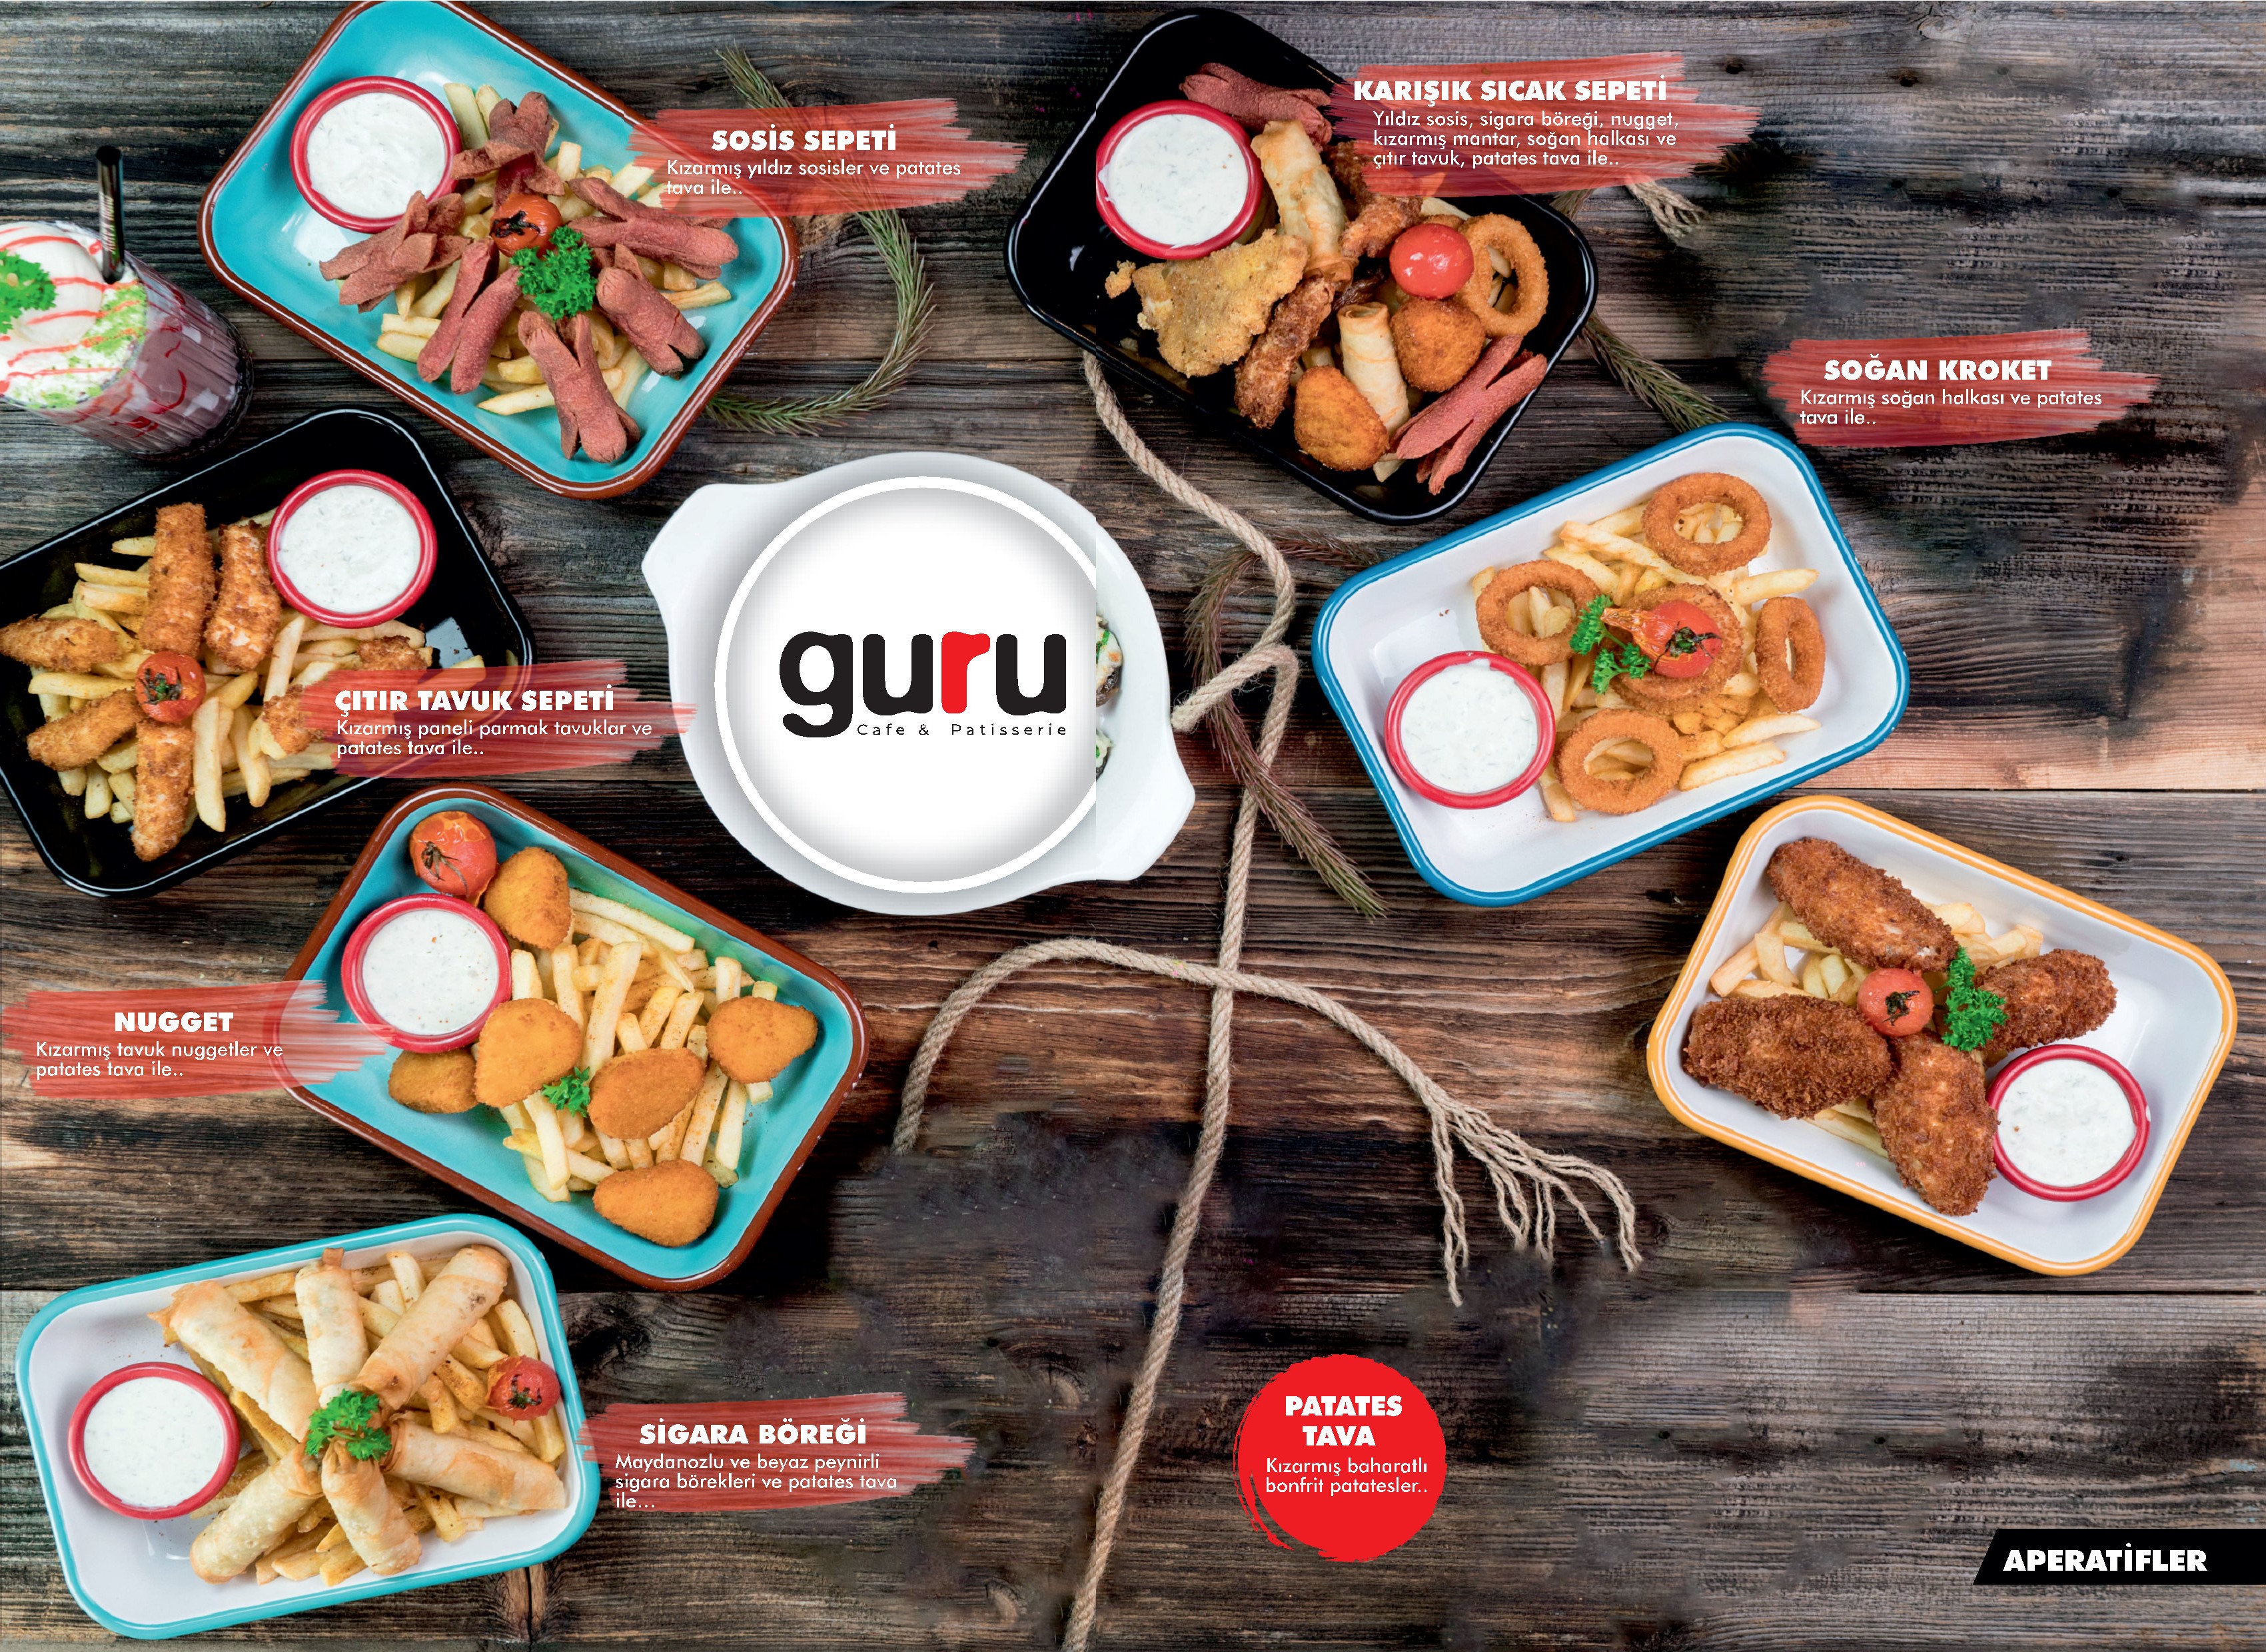 SOSİS SEPETİ
Kızarmış yıldız sosisler ve patates
tava ile..
KARIŞIK SICAK SEPETİ
Yıldız sosis, sigara böreği, nugget,
kızarmış mantar, soğan halkası ve
çıtır tavuk, patates tava ile..
SOĞAN KROKET
Kızarmış soğan halkası ve patates
tava ile..
guru
Cafe & Patisserie
ÇITIR TAVUK SEPETİ
Kızarmış paneli parmak tavuklar ve
patates tava ile..
NUGGET
Kızarmış tavuk nuggetler ve
patates tava ile..
SİGARA BÖREĞİ
Maydanozlu ve beyaz peynirli
sigara börekleri ve patates tava
ile...
PATATES
TAVA
Kızarmış baharatlı
bonfrit patatesler..
APERATİFLER